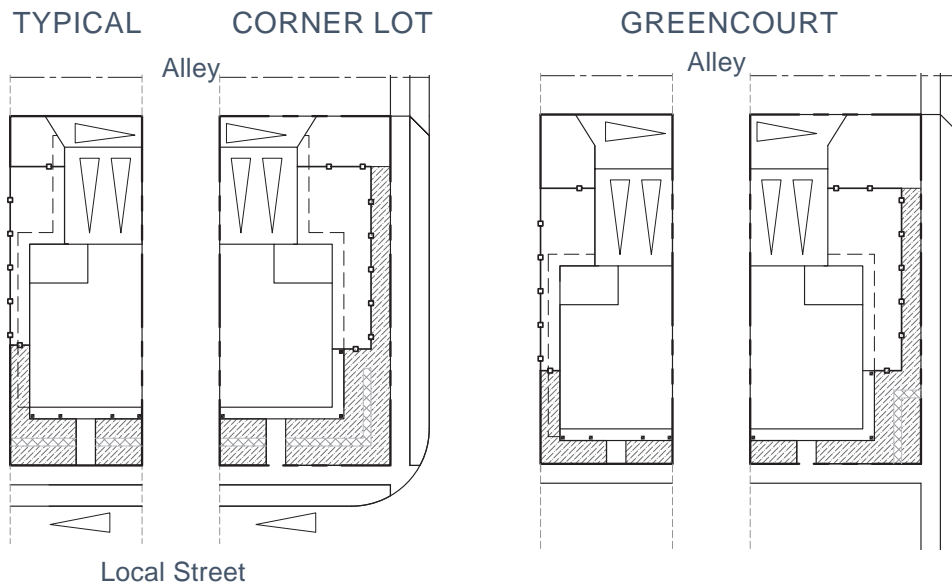 TYPICAL
CORNER LOT
GREENCOURT
Alley
Alley
Local Street